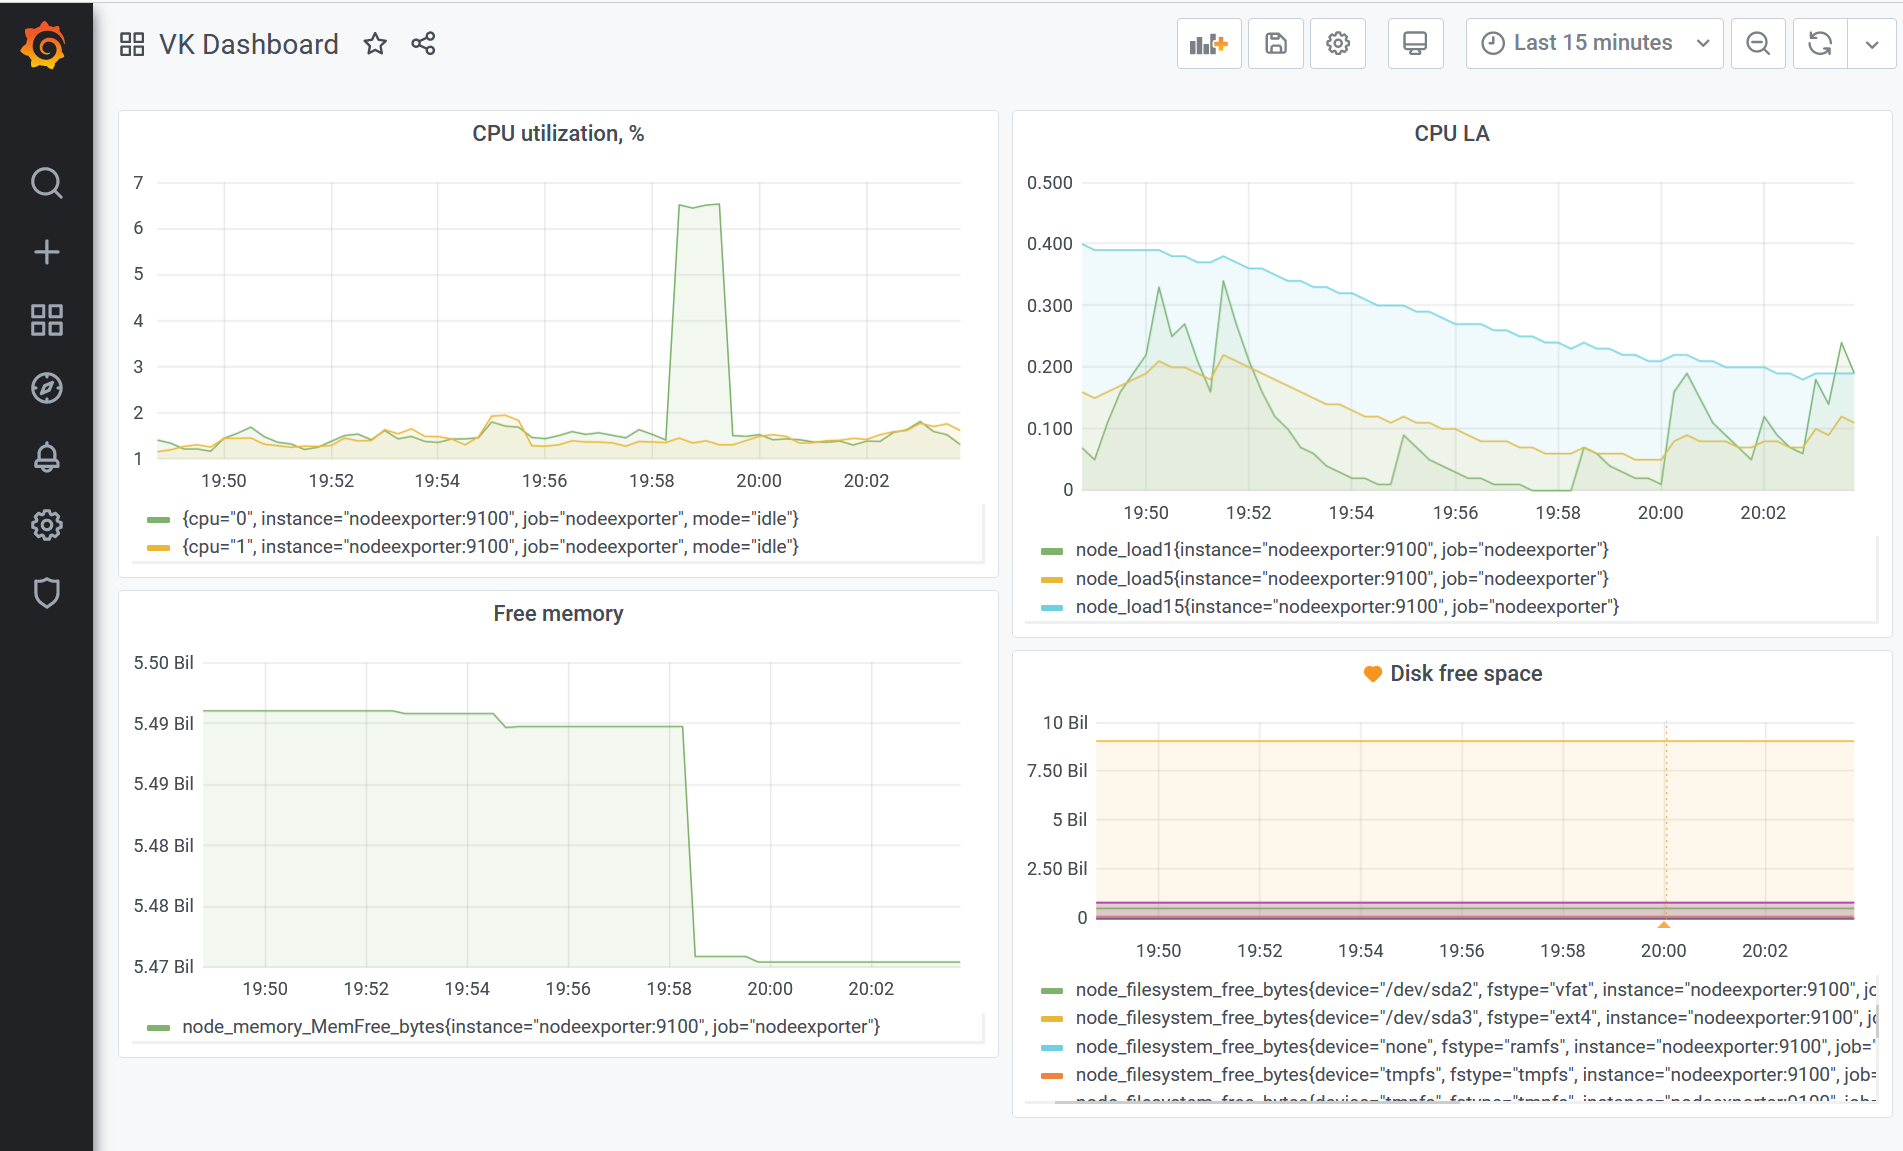 VK Dashboard
Last 15 minutes
CPU utilization, %
7
6
5
4
3
2
1
19:50 19:52 19:54 19:56 19:58 20:00 20:02
{cpu="0", instance="nodeexporter:9100", job="nodeexporter", mode="idle"}
{cpu="1", instance="nodeexporter:9100", job="nodeexporter", mode="idle"}
CPU LA
0.500
0.400
0.300
0.200
0.100
0
19:50 19:52 19:54 19:56 19:58 20:00 20:02
node_load1{instance="nodeexporter:9100", job="nodeexporter"}
node_load5{instance="nodeexporter:9100", job="nodeexporter"}
node_load15{instance="nodeexporter:9100", job="nodeexporter"}
Free memory
5.50 Bil
5.49 Bil
5.49 Bil
5.48 Bil
5.48 Bil
5.47 Bil
19:50 19:52 19:54 19:56 19:58 20:00 20:02
node_memory_MemFree_bytes{instance="nodeexporter:9100", job="nodeexporter"}
Disk free space
10 Bil
7.50 Bil
5 Bil
2.50 Bil
0
19:50 19:52 19:54 19:56 19:58 20:00 20:02
node_filesystem_free_bytes{device="/dev/sda2", fstype="vfat", instance="nodeexporter:9100", jc
node_filesystem_free_bytes{device="/dev/sda3", fstype="ext4", instance="nodeexporter:9100", j
node_filesystem_free_bytes{device="none", fstype="ramfs", instance="nodeexporter:9100", job="
node_filesystem_free_bytes{device="tmpfs", fstype="tmpfs", instance="nodeexporter:9100", job=
node_filesystem_free_bytes{device="tmpfs", fstype="tmpfs", instance="nodeexporter:9100", job=